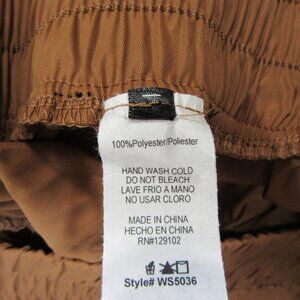 100%Polyester/Poliester
HAND WASH COLD
DO NOT BLEACH
LAVE FRIO A MANO
NO USAR CLORO
MADE IN CHINA
HECHO EN CHINA
RN#129102
Style# WS5036